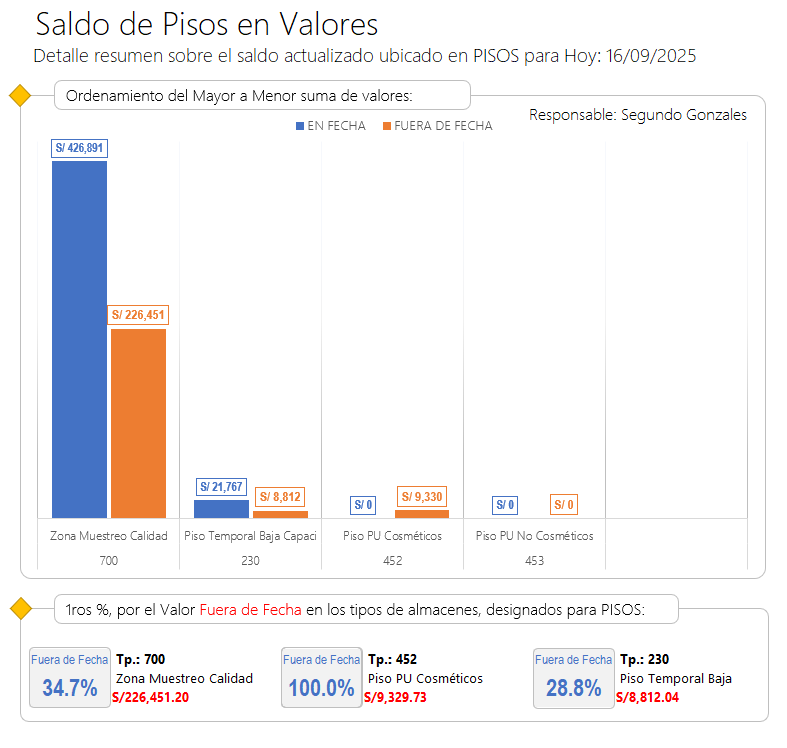 Saldo de Pisos en Valores
Detalle resumen sobre el saldo actualizado ubicado en PISOS para Hoy: 16/09/2025
Ordenamiento del Mayor a Menor suma de valores:
Responsable: Segundo Gonzales
EN FECHA FUERA DE FECHA
S/ 426,891
S/ 226,451
S/ 21,767
S/ 8,812
S/ 0
S/ 9,330
S/ 0
S/ 0
Zona Muestreo Calidad Piso Temporal Baja Capaci Piso PU Cosméticos Piso PU No Cosméticos
700 230 452 453
1ros %, por el Valor Fuera de Fecha en los tipos de almacenes, designados para PISOS:
Fuera de Fecha
34.7%
Tp.: 700
Zona Muestreo Calidad
S/226,451.20
Fuera de Fecha
100.0%
Tp.: 452
Piso PU Cosméticos
S/9,329.73
Fuera de Fecha
28.8%
Tp.: 230
Piso Temporal Baja
S/8,812.04